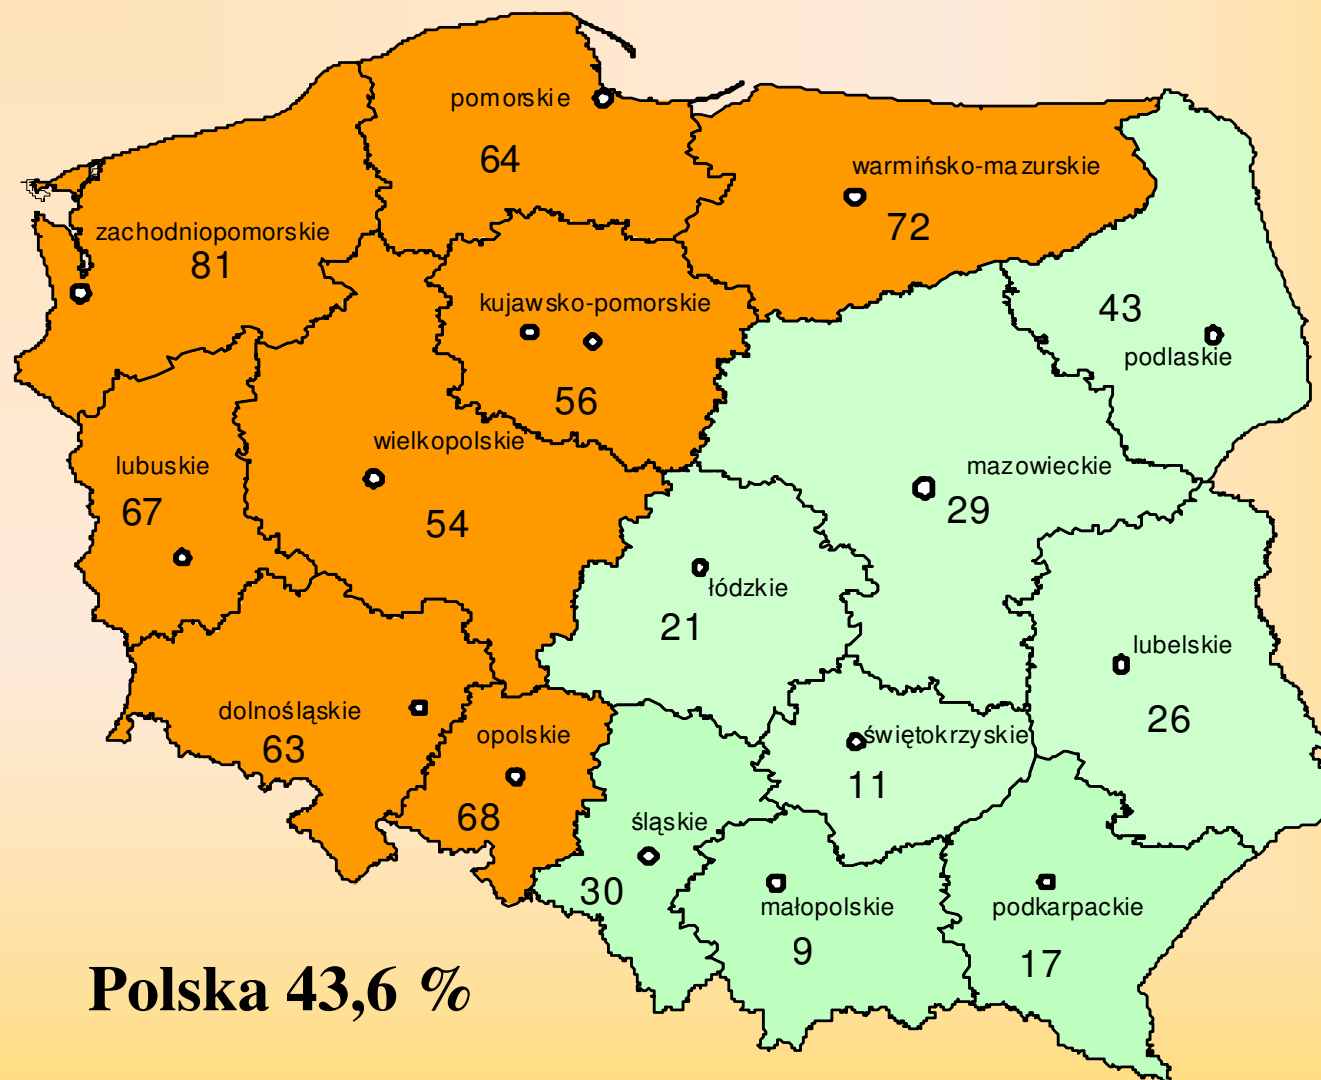 pomorskie
64
warmińsko-mazurskie
72
zachodniopomorskie
81
kujawsko-pomorskie
56
43
podlaskie
wielkopolskie
54
lubuskie
67
mazowieckie
29
łódzkie
21
lubelskie
26
dolnośląskie
63
opolskie
68
świętokrzyskie
11
śląskie
30
małopolskie
9
podkarpackie
17
Polska 43,6 %